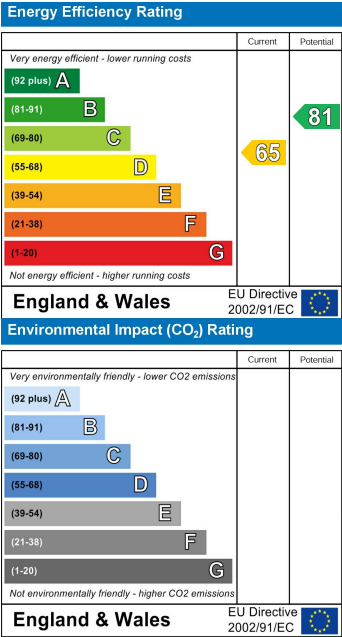 Energy Efficiency Rating
Current Potential
Very energy efficient - lower running costs
(92 plus) A
(81-91) B
81
(69-80) C
65
(55-68) D
(39-54) E
(21-38) F
(1-20) G
Not energy efficient - higher running costs
England & Wales
EU Directive
2002/91/EC
Environmental Impact (CO2) Rating
Current Potential
Very environmentally friendly - lower CO2 emissions
(92 plus) A
(81-91) B
(69-80) C
(55-68) D
(39-54) E
(21-38) F
(1-20) G
Not environmentally friendly - higher CO2 emissions
England & Wales
EU Directive
2002/91/EC